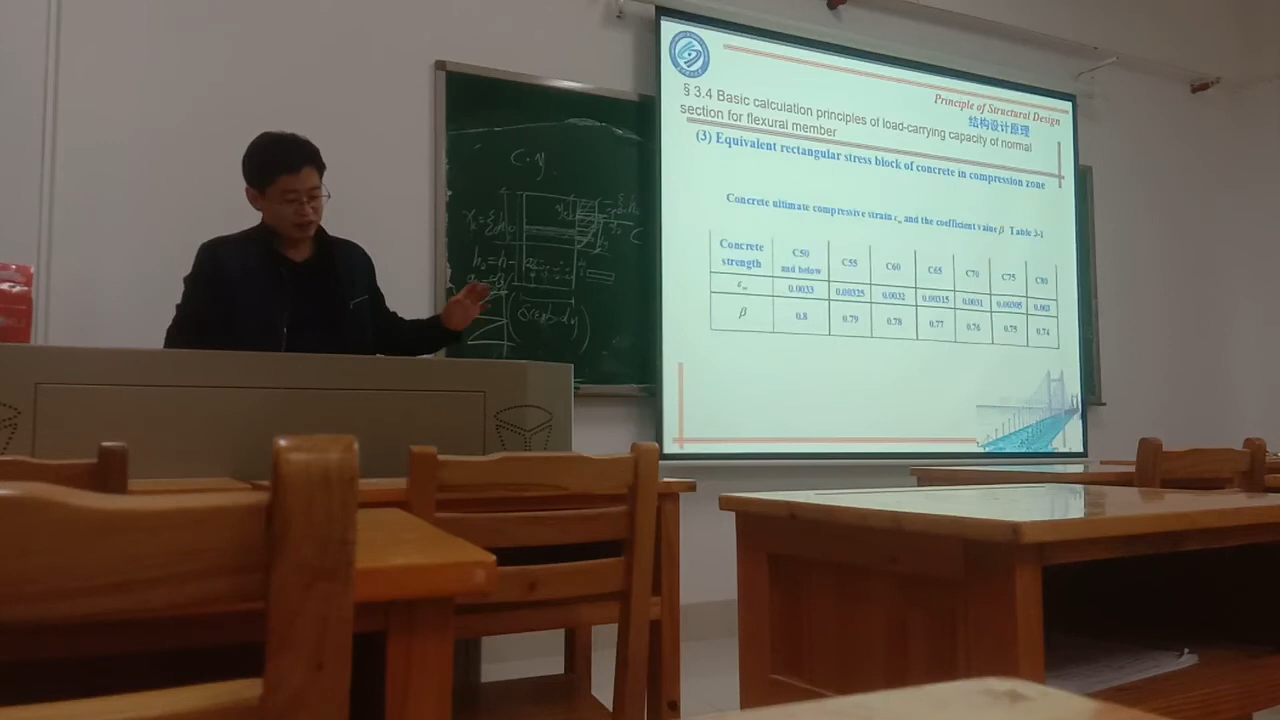 Principle of Structural Design
结构设计原理
§ 3.4 Basic calculation principles of load-carrying capacity of normal
section for flexural member
(3) Equivalent rectangular stress block of concrete in compression zone
Concrete ultimate compressive strain ε and the coefficient value β Table 3-1
Concrete strength C50 and below C55 C60 C65 C70 C75 C80
ε 0.0033 0.00325 0.0032 0.00315 0.0031 0.00305 0.003
β 0.8 0.79 0.78 0.77 0.76 0.75 0.74